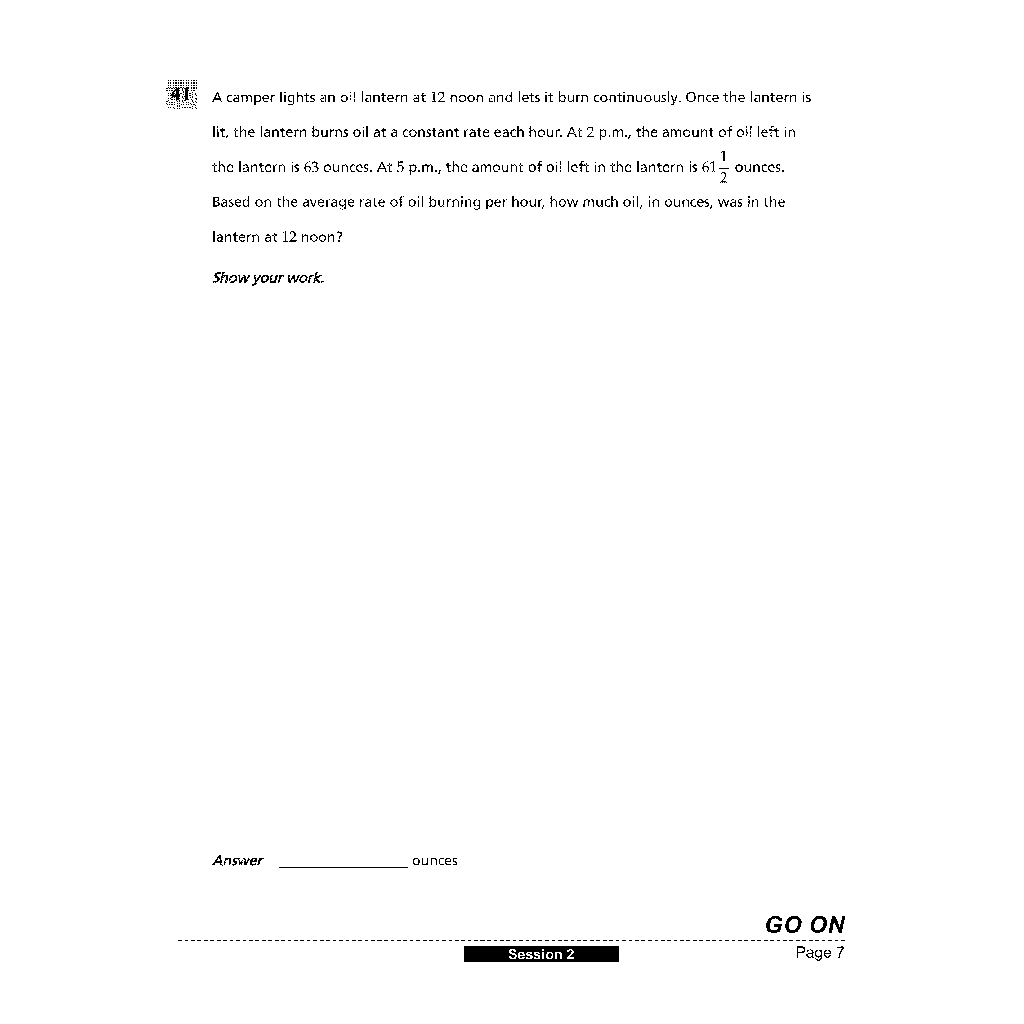 41 A camper lights an oil lantern at 12 noon and lets it burn continuously. Once the lantern is
lit, the lantern burns oil at a constant rate each hour. At 2 p.m., the amount of oil left in
the lantern is 63 ounces. At 5 p.m., the amount of oil left in the lantern is 61 1/2 ounces.
Based on the average rate of oil burning per hour, how much oil, in ounces, was in the
lantern at 12 noon?
Show your work.
Answer ________________ ounces
GO ON
Session 2
Page 7